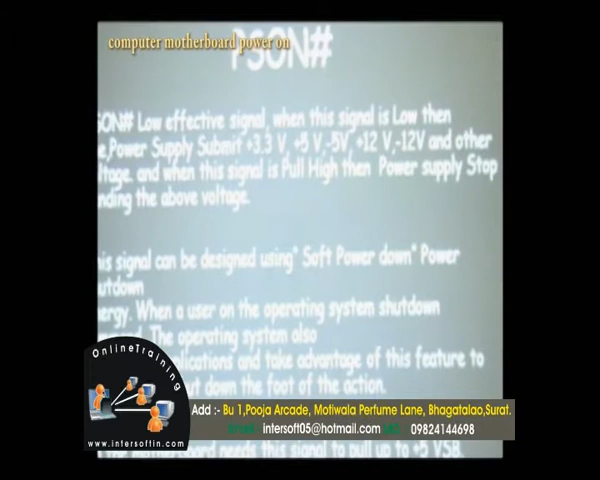 computer motherboard power on
PSON#
SON# Low effective signal, when this signal is Low then
e,Power Supply Submit +3.3 V, +5 V,-5V, +12 V,-12V and other
ltage. and when this signal is Pull High then Power supply Stop
nding the above voltage.
his signal can be designed using" Soft Power down" Power
utdown
ergy. When a user on the operating system shutdown
The operating system also
lications and take advantage of this feature to
ut down the foot of the action.
OnlineTraining
www.intersoftin.com
Add :- Bu 1,Pooja Arcade, Motiwala Perfume Lane, Bhagatalao,Surat.
intersoft05@hotmail.com 09824144698
the motherboard needs this signal to pull up to +5 VSB.